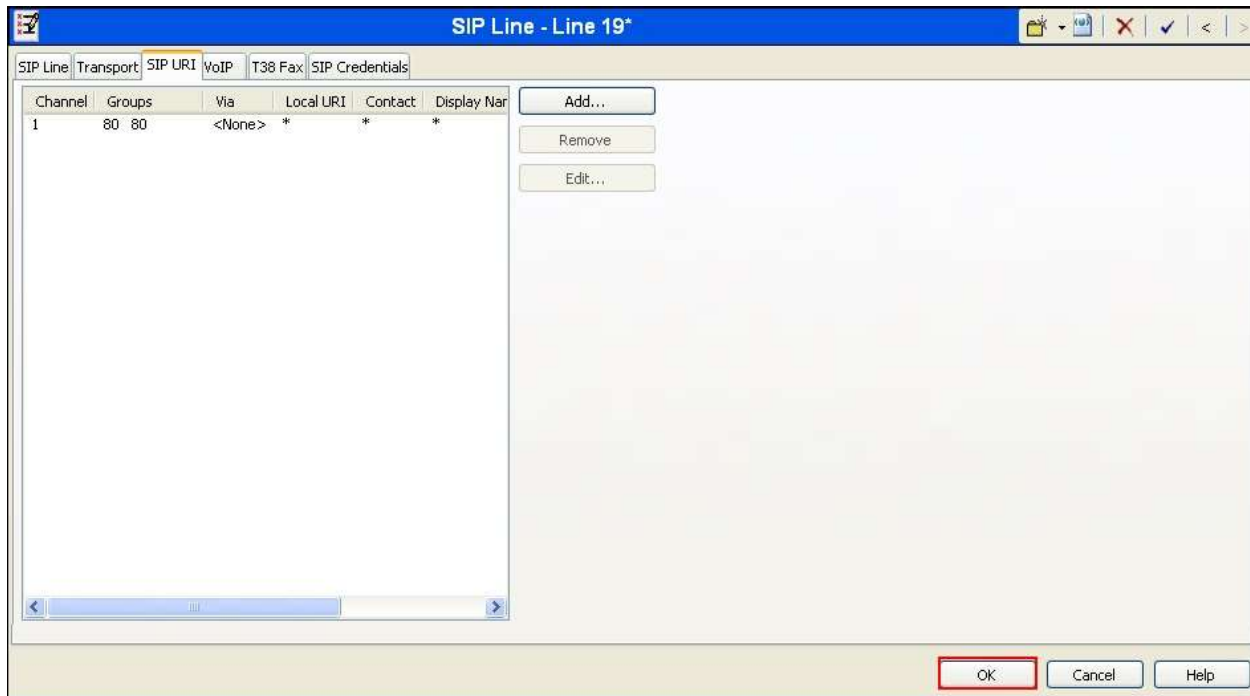 SIP Line - Line 19*
SIP Line Transport SIP URI VoIP T38 Fax SIP Credentials
Channel Groups Via Local URI Contact Display Nar
1 80 80 <None> * * *
Add...
Remove
Edit...
OK Cancel Help